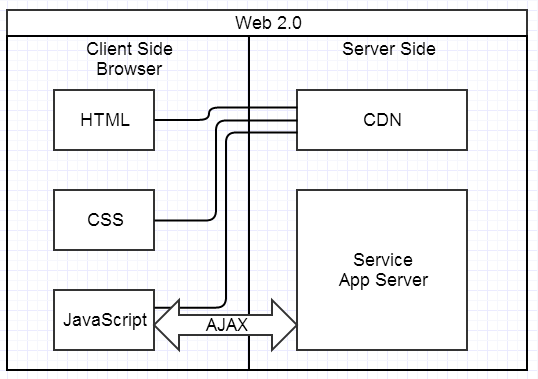 Web 2.0
Client Side
Browser
Server Side
HTML
CDN
CSS
Service
App Server
JavaScript
AJAX